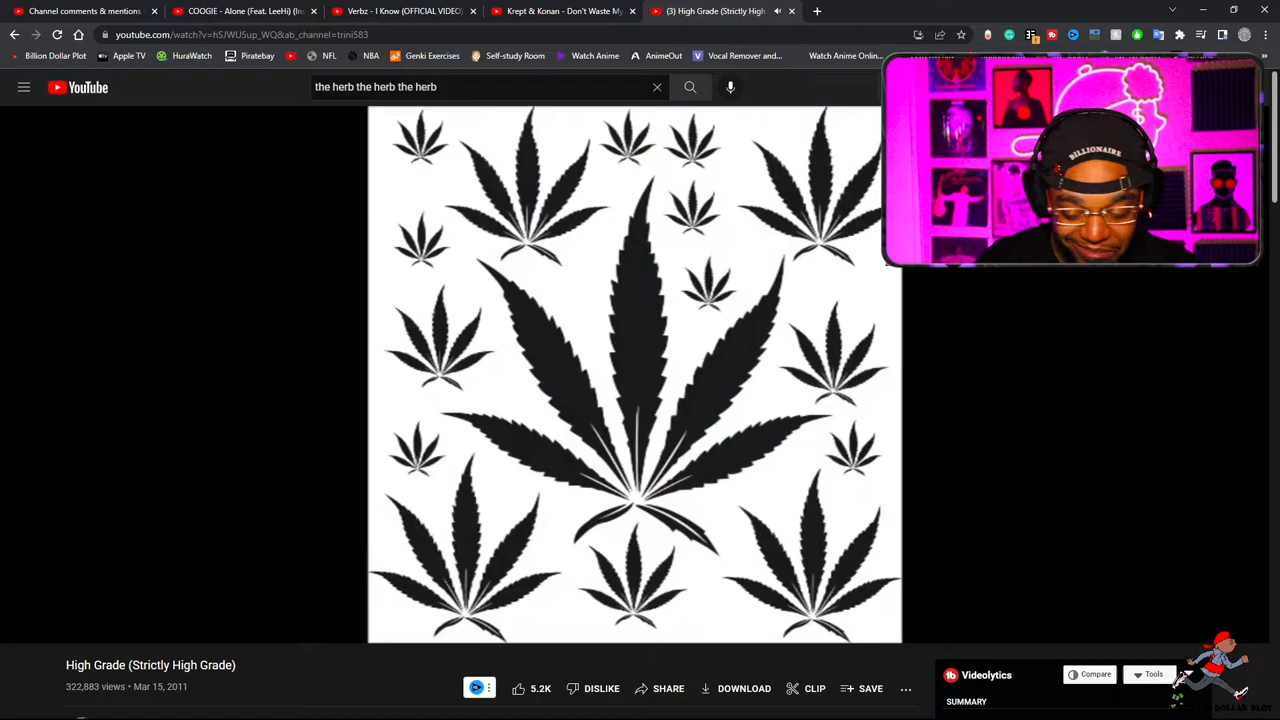 Channel comments & mentions
COOGIE - Alone (Feat. LeeHi) (Ins
Verbz - I Know (OFFICIAL VIDEO)
Krept & Konan - Don't Waste My
(3) High Grade (Strictly High
youtube.com/watch?v=hSJWU5up_WQ&ab_channel=trini583
Billion Dollar Plot
Apple TV
HuraWatch
Piratebay
NFL
NBA
Genki Exercises
Self-study Room
Watch Anime
AnimeOut
Vocal Remover and...
Watch Anime Online...
YouTube
the herb the herb the herb
BILLIONAIRE
High Grade (Strictly High Grade)
322,883 views • Mar 15, 2011
5.2K
DISLIKE
SHARE
DOWNLOAD
CLIP
SAVE
Videolytics
Compare
Tools
SUMMARY
DOLLAR PLOT